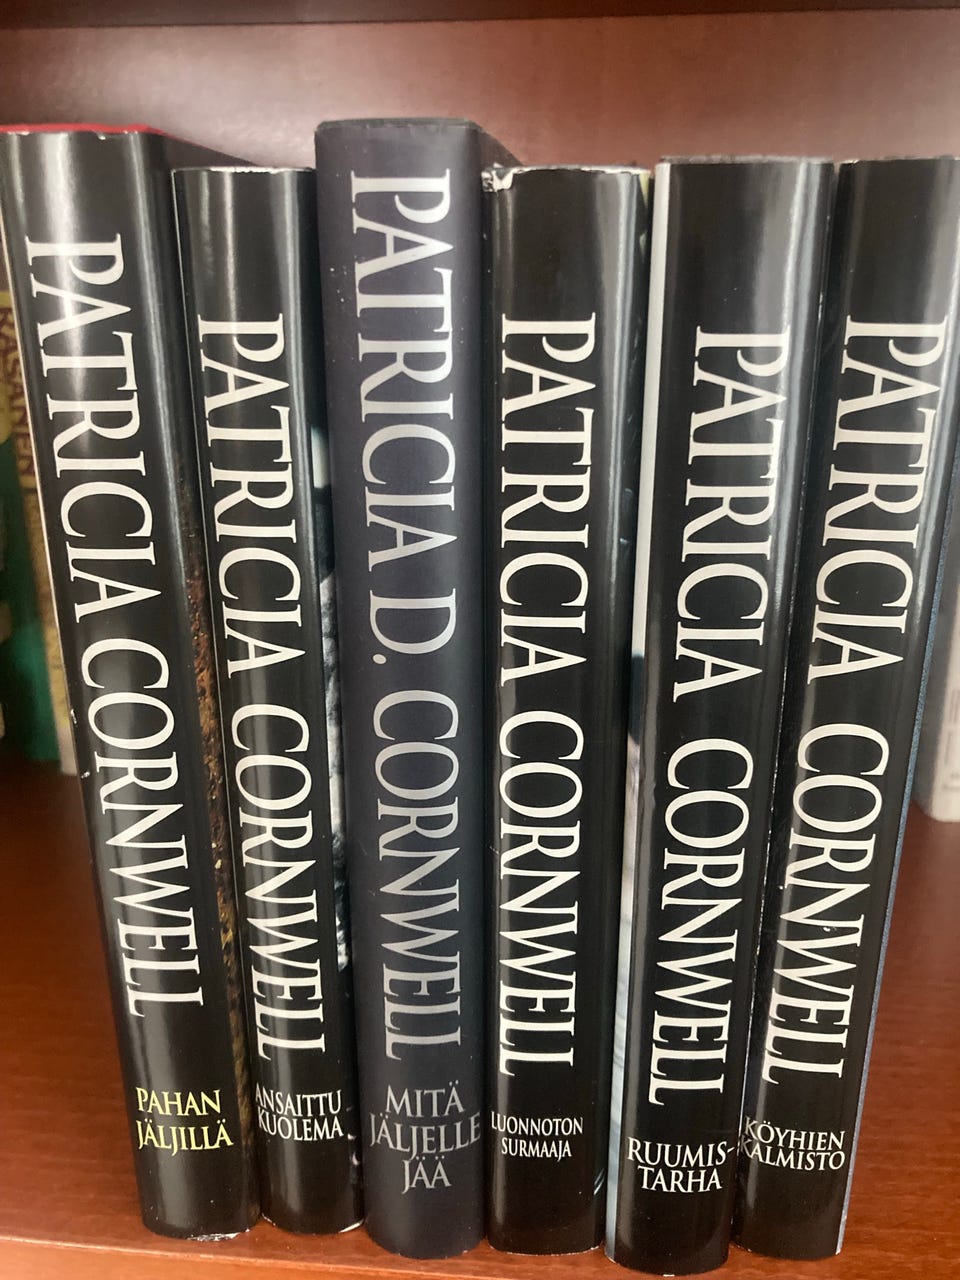 PATRICIA CORNWELL
PAHAN
JÄLJILLÄ
PATRICIA CORNWELL
ANSAITTU
KUOLEMA
PATRICIA D. CORNWELL
MITÄ
JÄLJELLE
JÄÄ
PATRICIA CORNWELL
LUONNOTON
SURMAAJA
PATRICIA CORNWELL
RUUMIS-
TARHA
PATRICIA CORNWELL
KÖYHIEN
KALMISTO